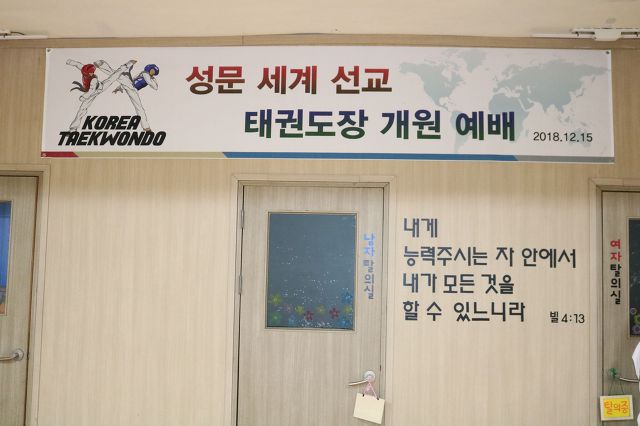 성문 세계 선교
태권도장 개원 예배
2018.12.15
KOREA
TAEKWONDO
남자탈의실
내게
능력주시는 자 안에서
내가 모든 것을
할 수 있느니라
빌 4:13
여자탈의실
탈의중